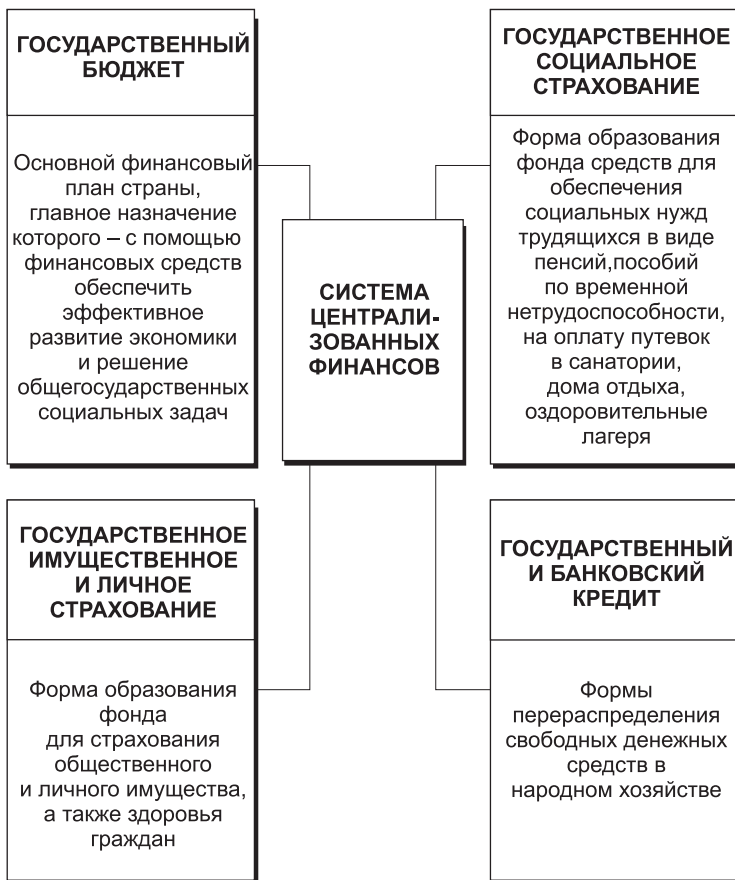 ГОСУДАРСТВЕННЫЙ
БЮДЖЕТ
Основной финансовый
план страны,
главное назначение
которого – с помощью
финансовых средств
обеспечить
эффективное
развитие экономики
и решение
общегосударственных
социальных задач
ГОСУДАРСТВЕННОЕ
СОЦИАЛЬНОЕ
СТРАХОВАНИЕ
Форма образования
фонда средств для
обеспечения
социальных нужд
трудящихся в виде
пенсий,пособий
по временной
нетрудоспособности,
на оплату путевок
в санатории,
дома отдыха,
оздоровительные
лагеря
СИСТЕМА
ЦЕНТРАЛИ-
ЗОВАННЫХ
ФИНАНСОВ
ГОСУДАРСТВЕННОЕ
ИМУЩЕСТВЕННОЕ
И ЛИЧНОЕ
СТРАХОВАНИЕ
Форма образования
фонда
для страхования
общественного
и личного имущества,
а также здоровья
граждан
ГОСУДАРСТВЕННЫЙ
И БАНКОВСКИЙ
КРЕДИТ
Формы
перераспределения
свободных денежных
средств в
народном хозяйстве